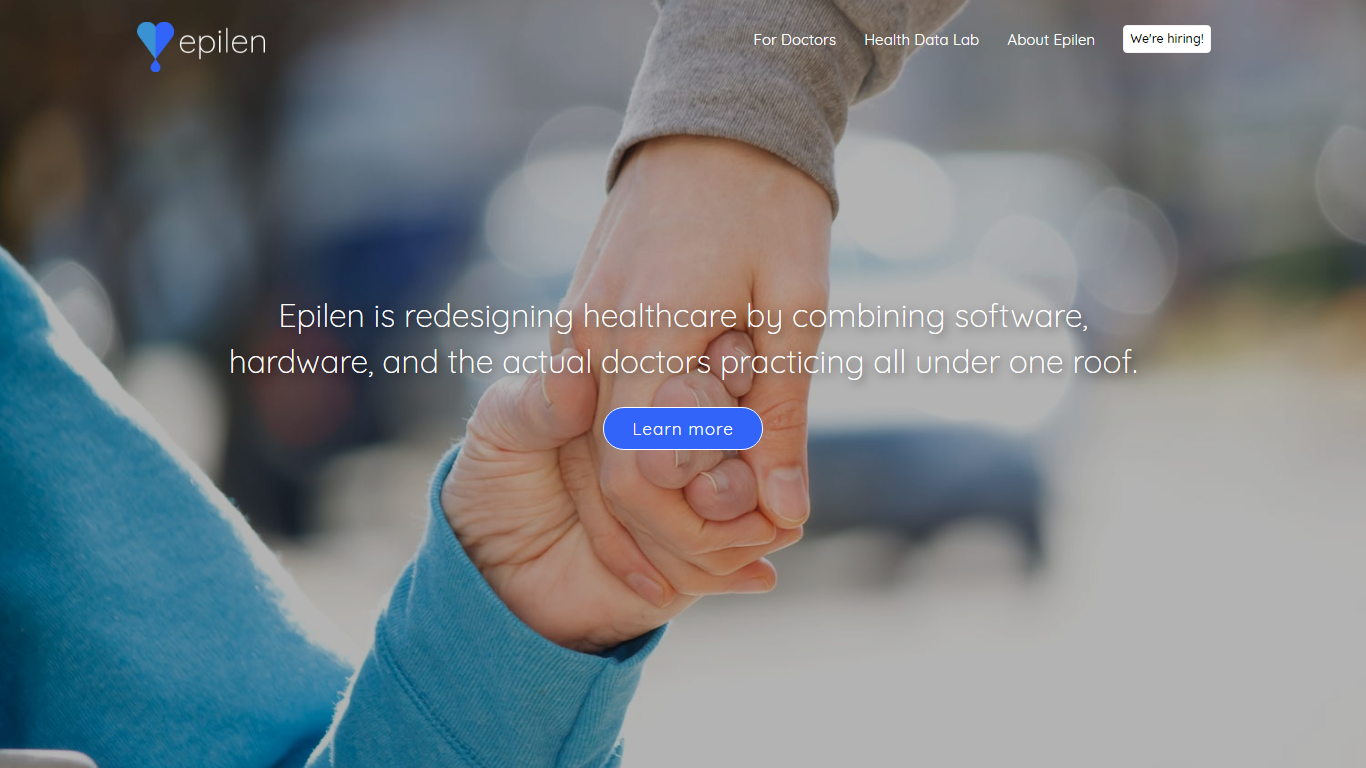 epilen
For Doctors
Health Data Lab
About Epilen
We're hiring!
Epilen is redesigning healthcare by combining software,
hardware, and the actual doctors practicing all under one roof.
Learn more